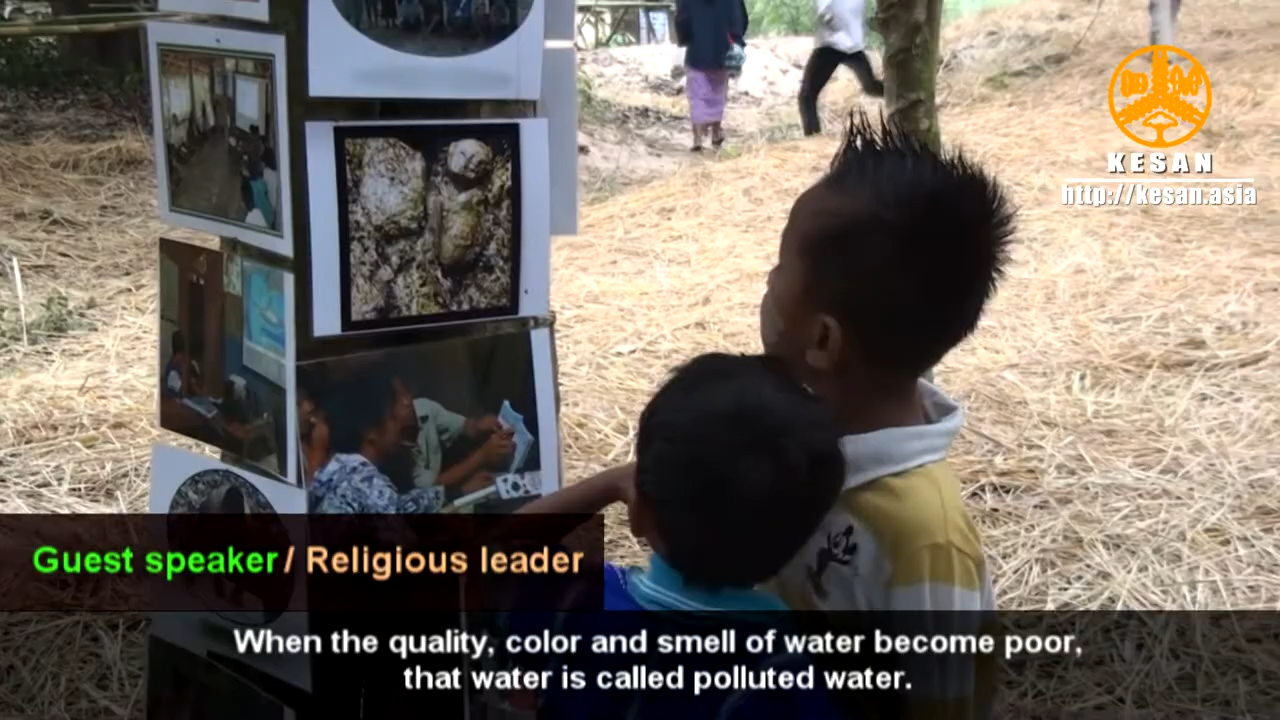 KESAN
http://kesan.asia
Guest speaker / Religious leader
When the quality, color and smell of water become poor,
that water is called polluted water.